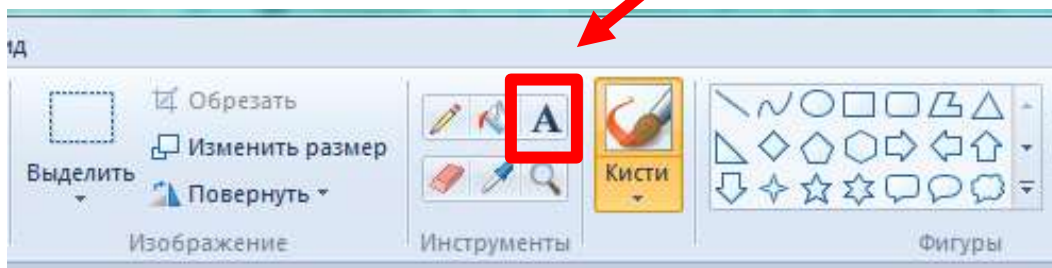 ид
Выделить
Обрезать
Изменить размер
Повернуть
Изображение
A
Инструменты
Кисти
Фигуры